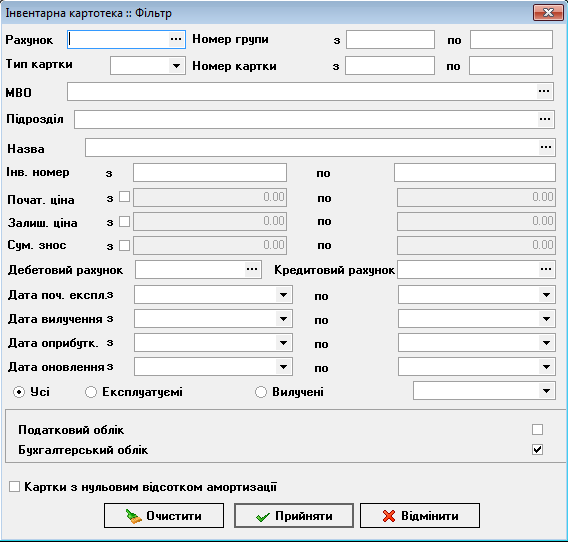 Інвентарна картотека :: Фільтр
Рахунок ... Номер групи з по
Тип картки Номер картки з по
МВО ...
Підрозділ ...
Назва ...
Інв. номер з по
Почат. ціна з 0.00 по 0.00
Залиш. ціна з 0.00 по 0.00
Сум. знос з 0.00 по 0.00
Дебетовий рахунок ... Кредитовий рахунок ...
Дата поч. експл. з по
Дата вилучення з по
Дата оприбутк. з по
Дата оновлення з по
Усі Експлуатуємі Вилучені
Податковий облік
Бухгалтерський облік
Картки з нульовим відсотком амортизації
Очистити Прийняти Відмінити